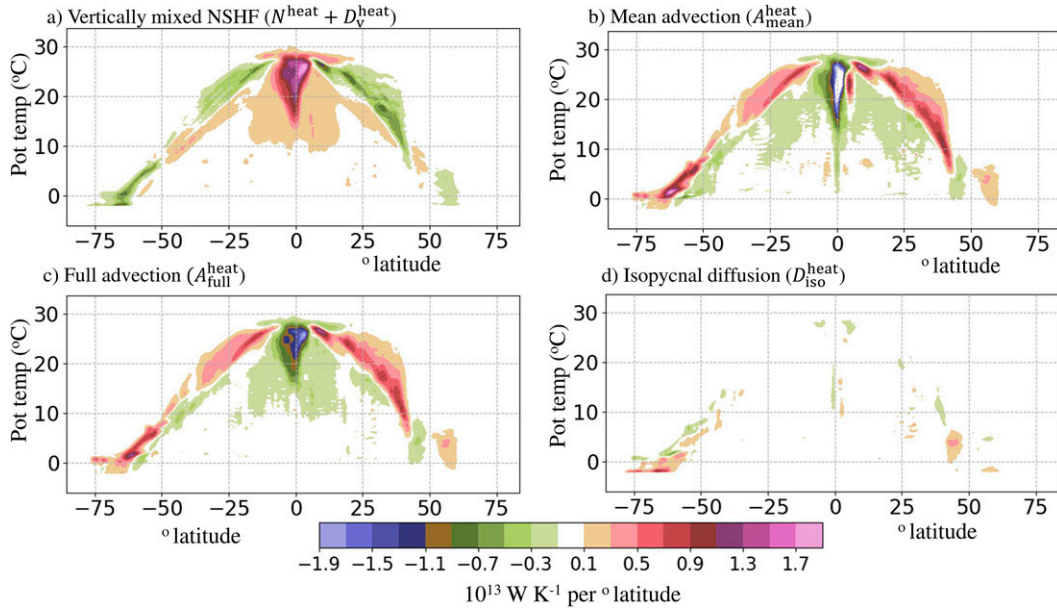 a) Vertically mixed NSHF (N^heat + D_v^heat)
b) Mean advection (A_mean^heat)
30
20
10
0
Pot temp (°C)
−75 −50 −25 0 25 50 75
° latitude
30
20
10
0
Pot temp (°C)
−75 −50 −25 0 25 50 75
° latitude
c) Full advection (A_full^heat)
d) Isopycnal diffusion (D_iso^heat)
30
20
10
0
Pot temp (°C)
−75 −50 −25 0 25 50 75
° latitude
30
20
10
0
Pot temp (°C)
−75 −50 −25 0 25 50 75
° latitude
−1.9 −1.5 −1.1 −0.7 −0.3 0.1 0.5 0.9 1.3 1.7
10^13 W K^-1 per ° latitude